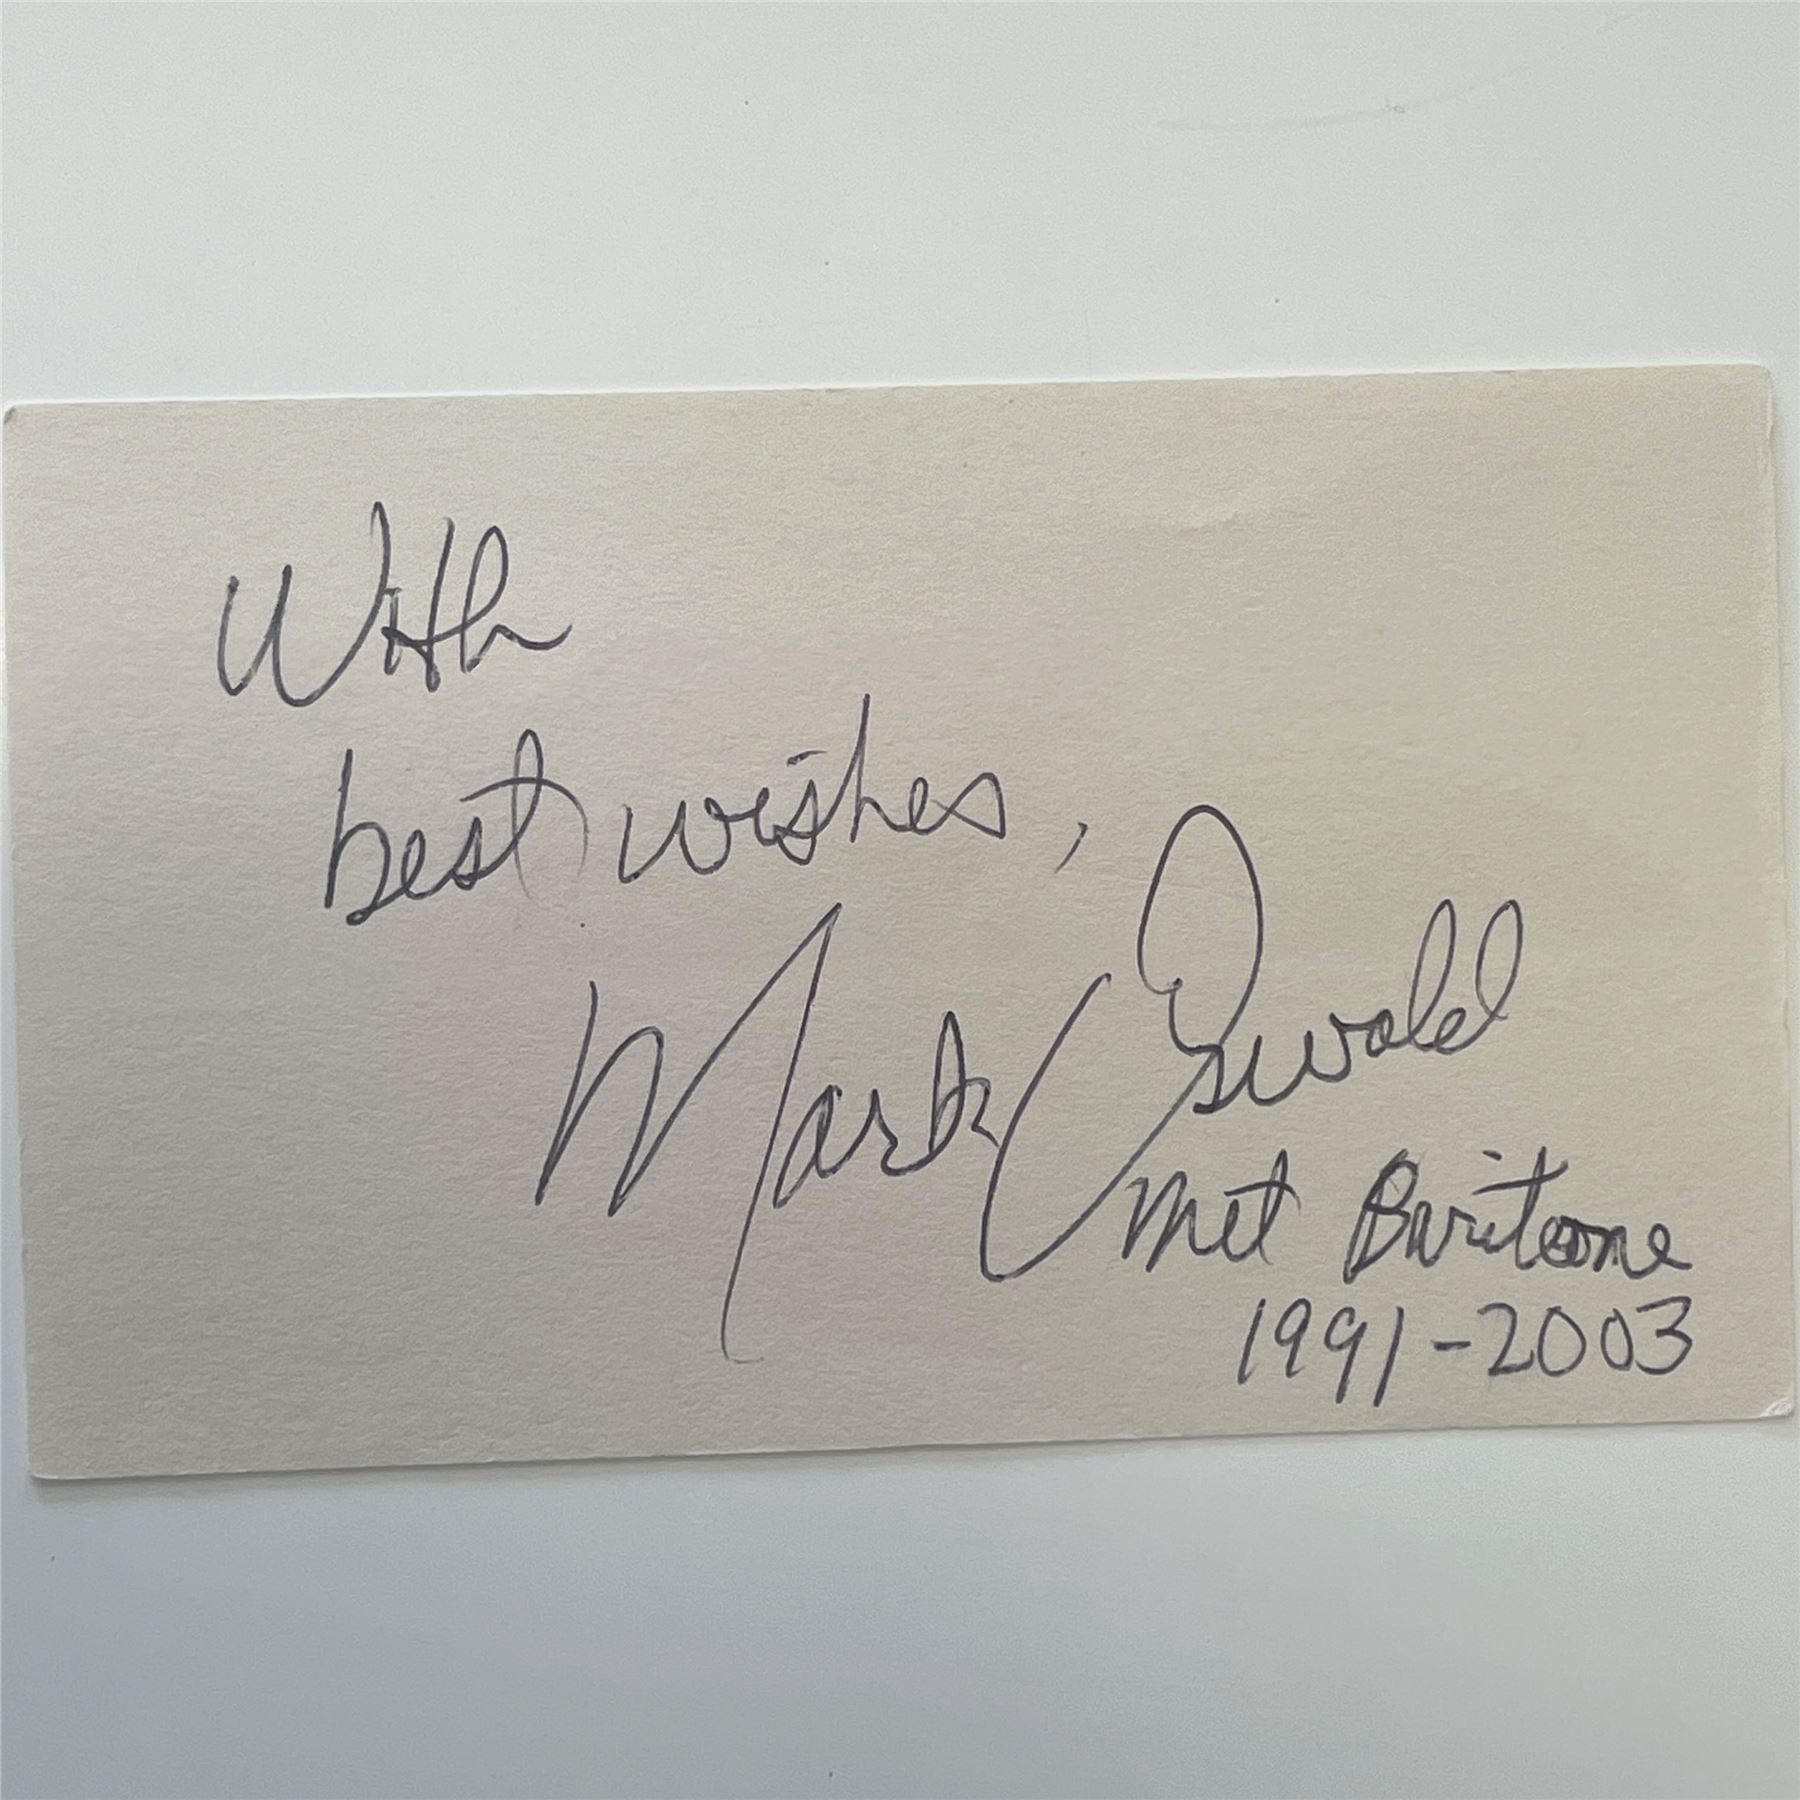 With
best wishes,
Mark Oswald
Met Baritone
1991-2003